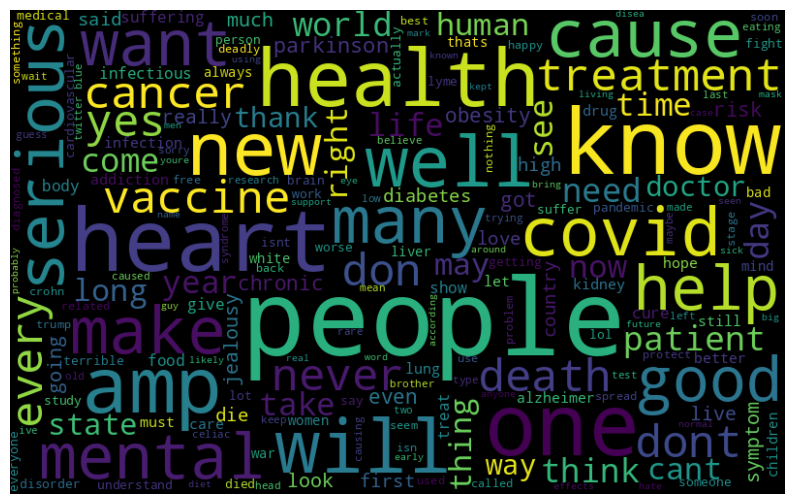 medical
suffering
said
much
world
best
mark
human
deadly
cause
disea
soon
eating
fight
something
wait
serious
cardiovascular
twitter blue
want
infectious
always
person
using
parkinson
actually
thats
happy
known
kept
lyme
treatment
living
last
mask
cancer
health
guess
infection
really
thank
life
obesity
see
drug
time
risk
case
yes
men
sorry
youre
new
right
believe
nothing
high
know
come
body
addiction
free
research
brain
well
low
bring
need
doctor
bad
diagnosed
vaccine
name
syndrome
work
support
eye
diabetes
trying
got
suffer
pandemic
made
seen
heart
isnt
worse
liver
many
love
covid
maybe
stage
sick
day
probably
every
crohn
long
caused
year
white
back
chronic
don
may
around
getting
now
hope
mind
related
guy
give
mean
show
let
country
kidney
help
trump
make
people
rare
according
problem
cure
still
left
future
big
going
terrible
jealousy
food
real
lung
word
use
lol
patient
better
old
likely
never
brother
death
type
test
protect
good
study
amp
lot
take
even
say
treat
anyone
spread
alzheimer
live
normal
state
must
die
care
keep
women
two
seem
one
dont
everyone
ive
mental
celiac
war
will
causing
isn
early
thing
way
think
cant
someone
symptom
children
disorder
understand
diet
died
head
look
first
used
called
effects
hate